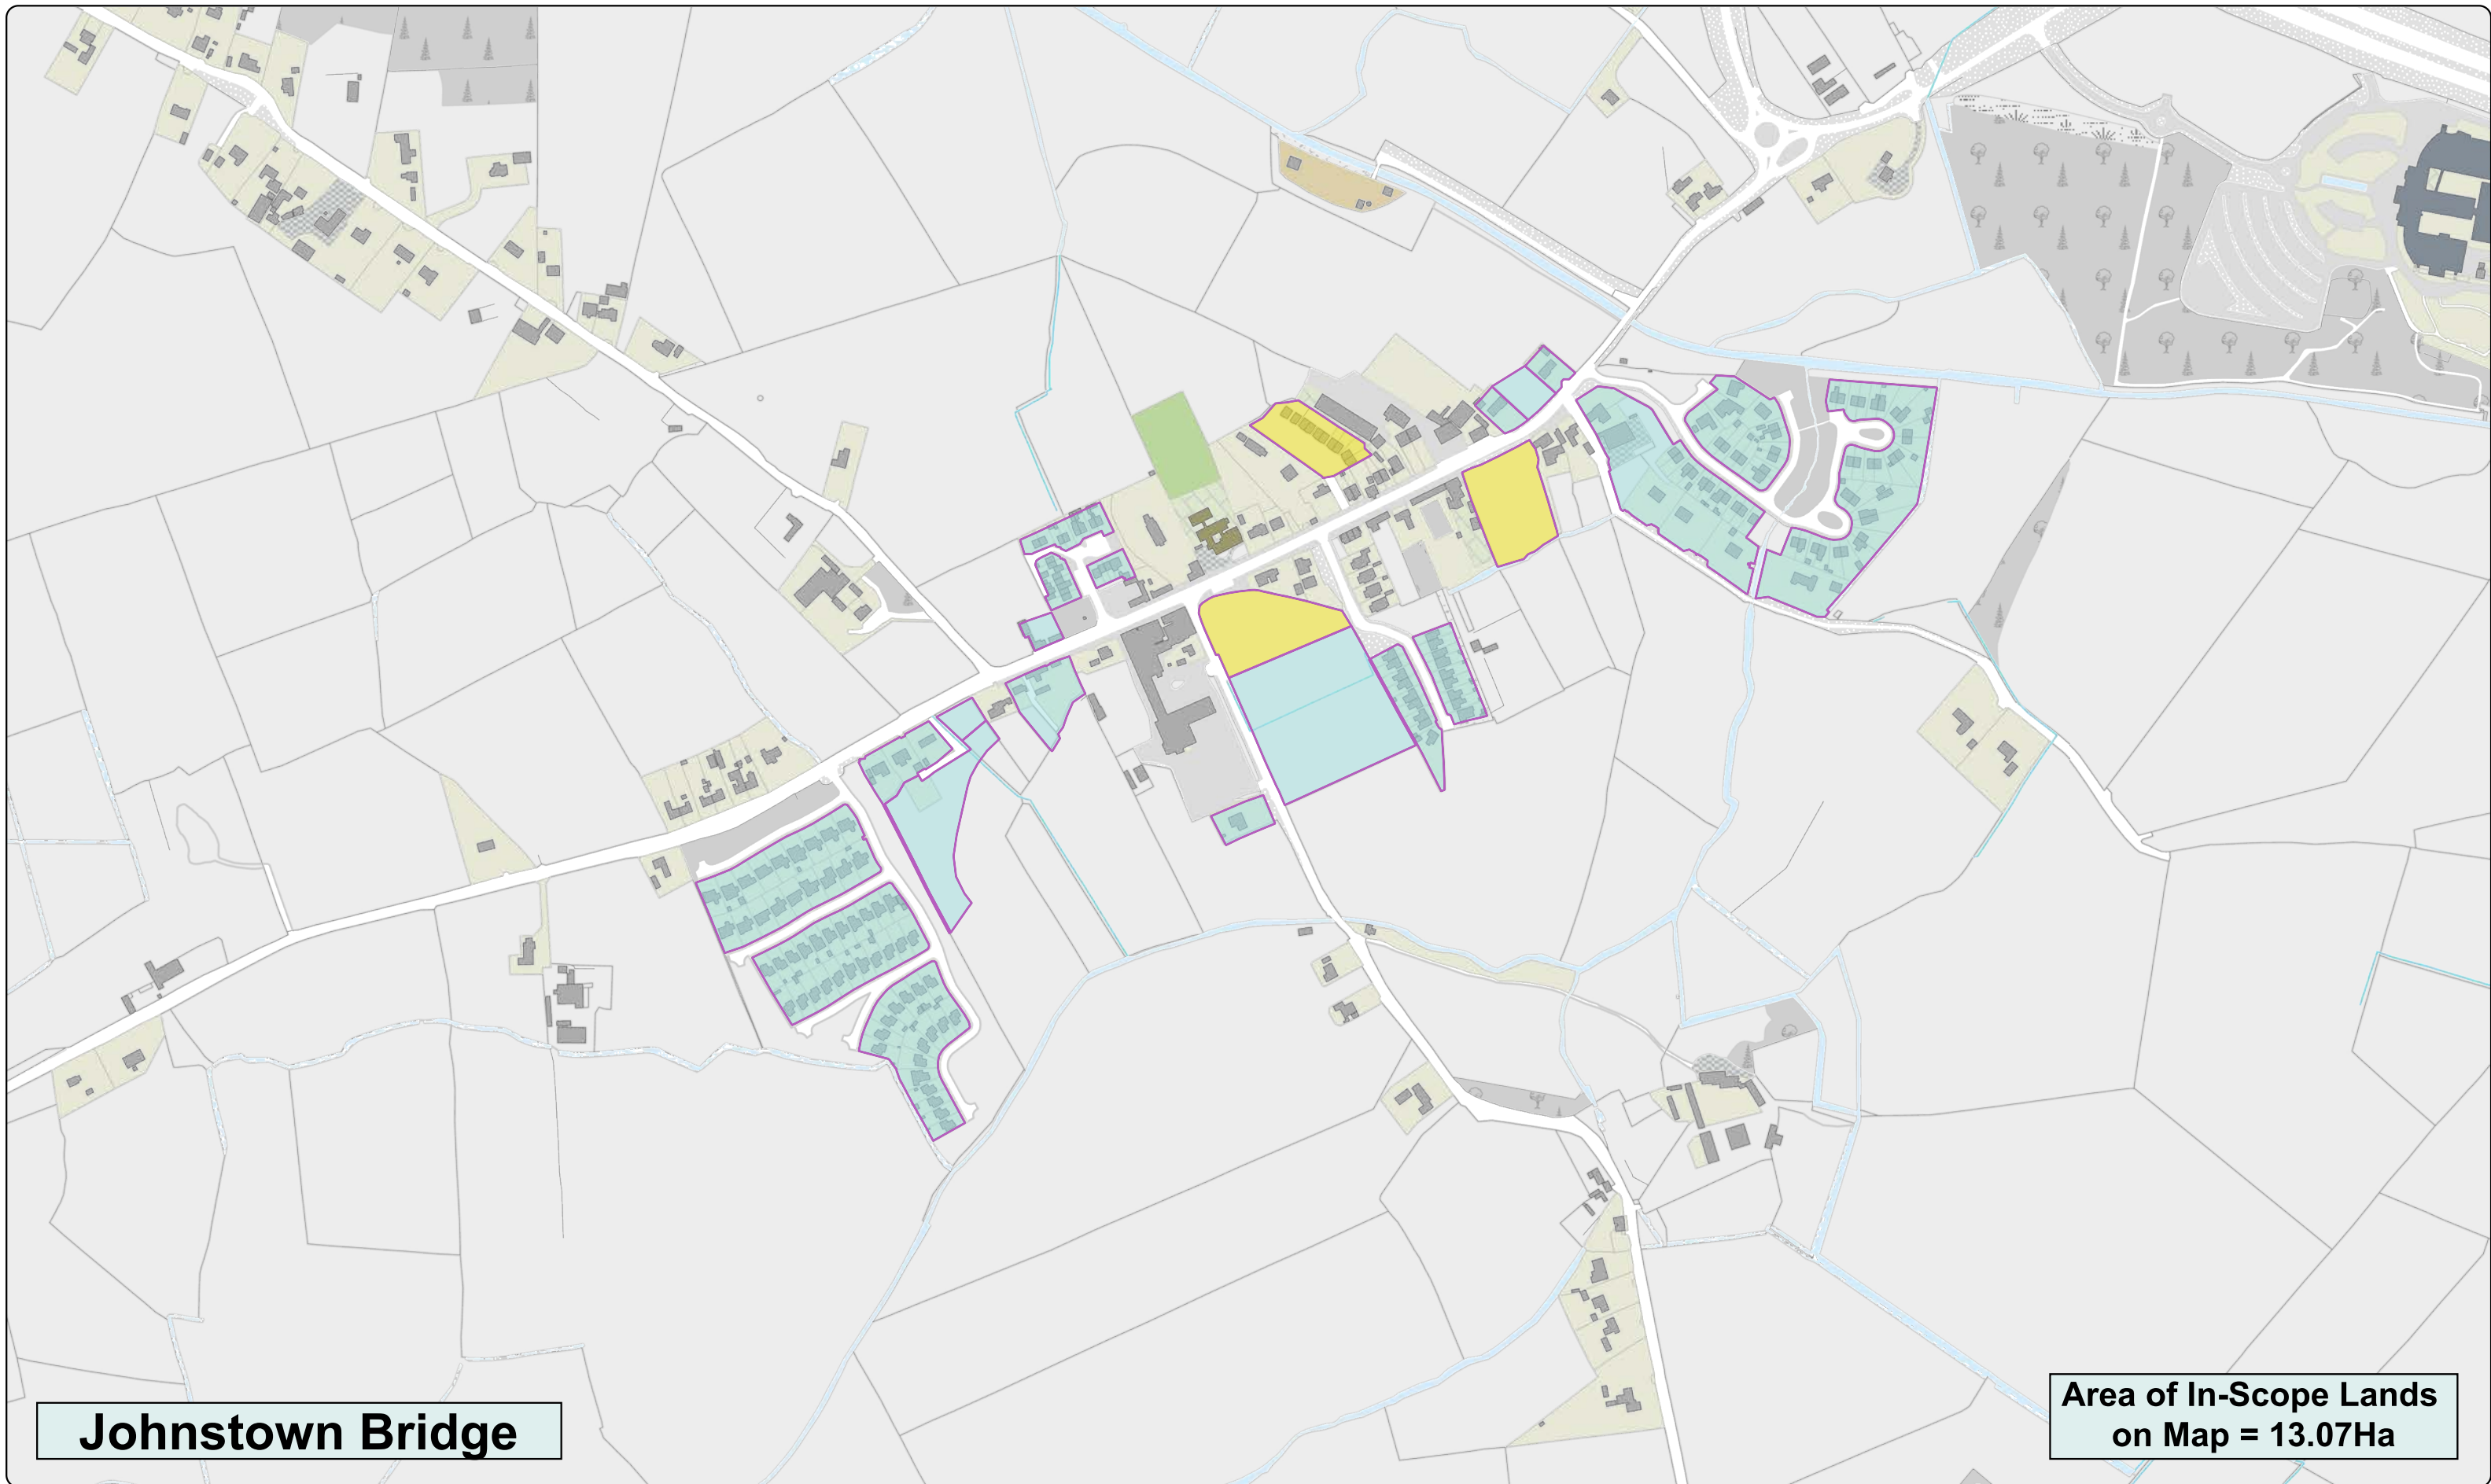 Johnstown Bridge
Area of In-Scope Lands
on Map = 13.07Ha